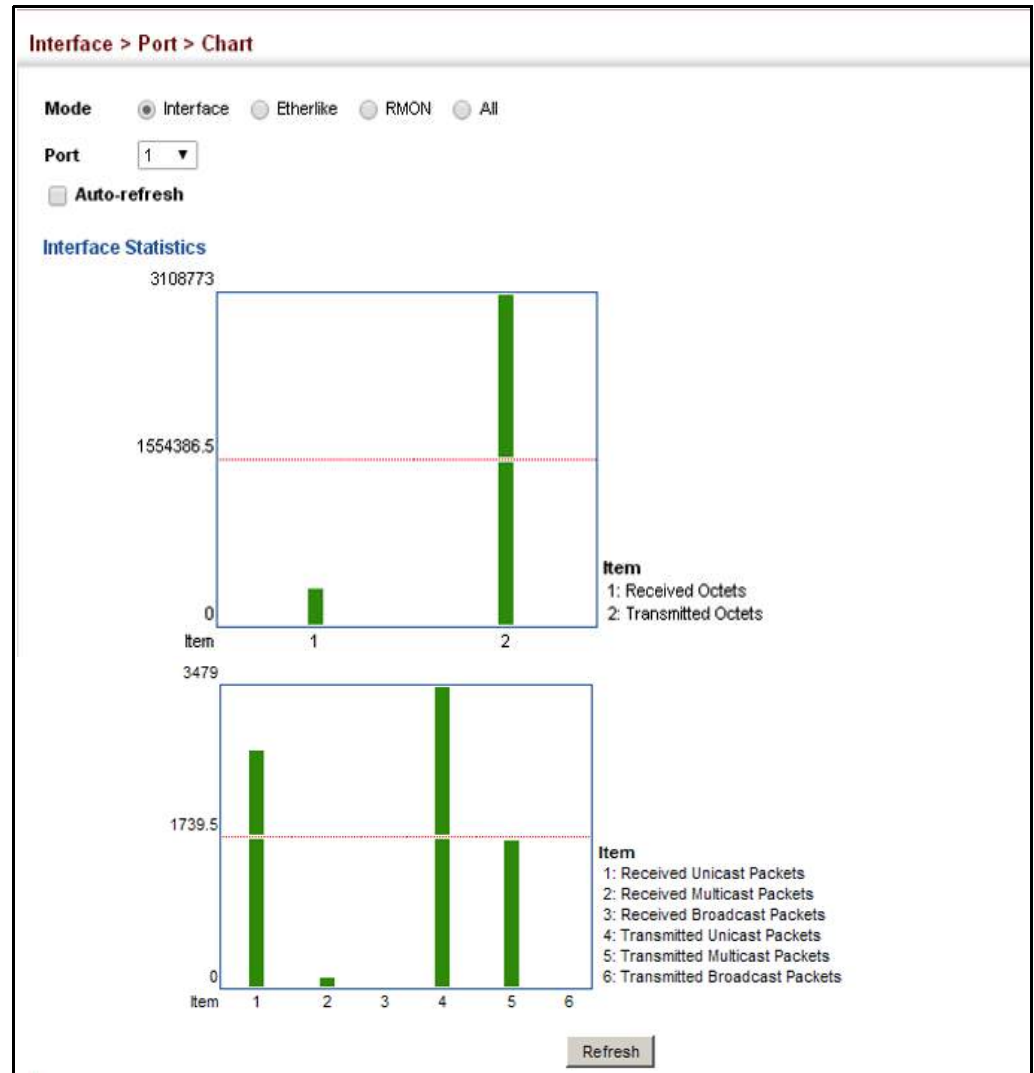 Interface > Port > Chart
Mode Interface Etherlike RMON All
Port 1
Auto-refresh
Interface Statistics
3108773
1554386.5
0
Item 1 2
Item
1: Received Octets
2: Transmitted Octets
3479
1739.5
0
Item 1 2 3 4 5 6
Item
1: Received Unicast Packets
2: Received Multicast Packets
3: Received Broadcast Packets
4: Transmitted Unicast Packets
5: Transmitted Multicast Packets
6: Transmitted Broadcast Packets
Refresh